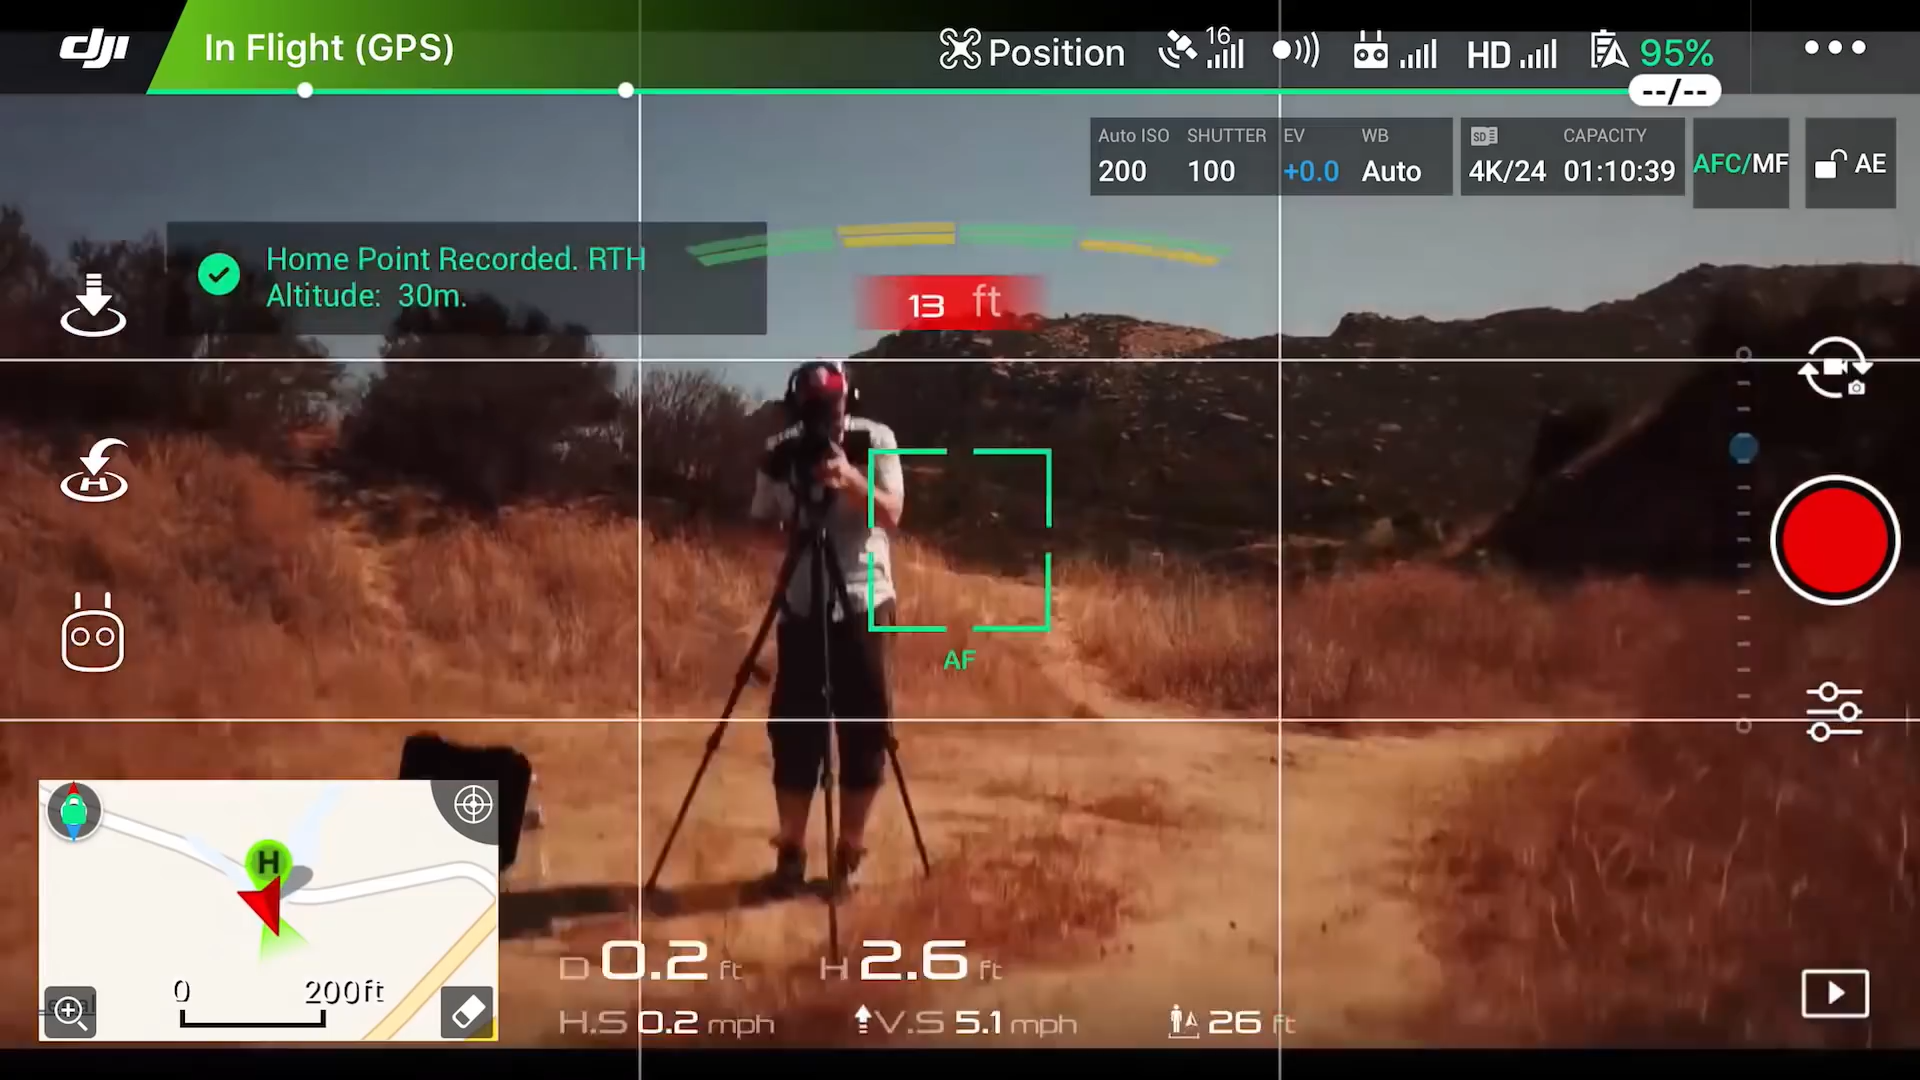 dji
In Flight (GPS)
Position
16
HD
95%
--/--
Auto ISO SHUTTER EV WB
200 100 +0.0 Auto
SD CAPACITY
4K/24 01:10:39
AFC/MF
AE
Home Point Recorded. RTH
Altitude: 30m.
13 ft
H
AF
H
0 200ft
D 0.2 ft H 2.6 ft
H.S 0.2 mph V.S 5.1 mph 26 ft